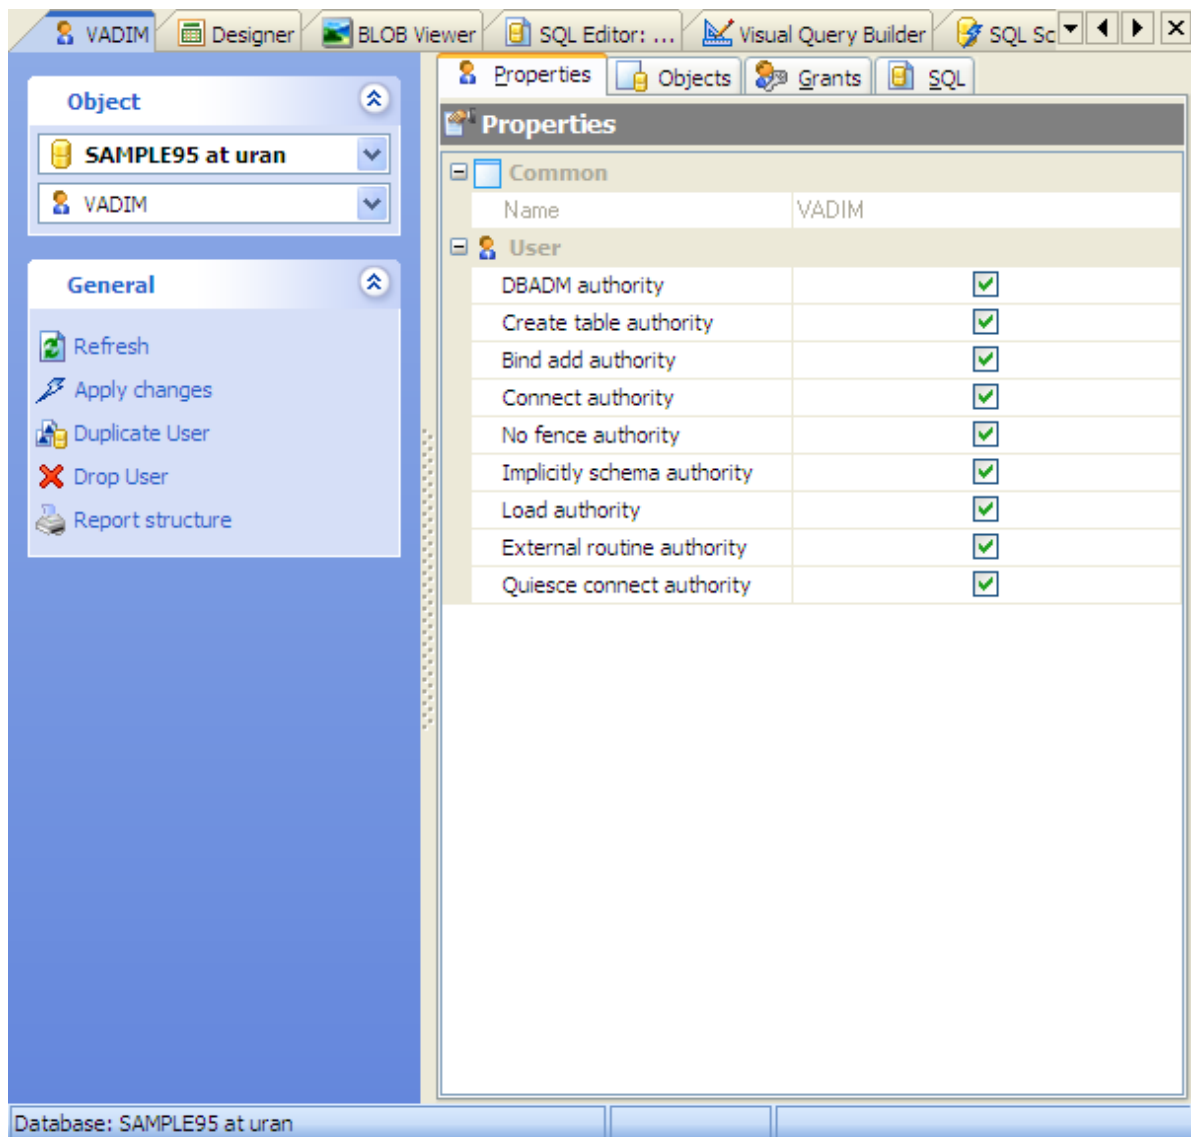 VADIM Designer BLOB Viewer SQL Editor: ... Visual Query Builder SQL Sc
Properties Objects Grants SQL
Object
SAMPLE95 at uran
VADIM
General
Refresh
Apply changes
Duplicate User
Drop User
Report structure
Properties
Common
Name VADIM
User
DBADM authority
Create table authority
Bind add authority
Connect authority
No fence authority
Implicitly schema authority
Load authority
External routine authority
Quiesce connect authority
Database: SAMPLE95 at uran